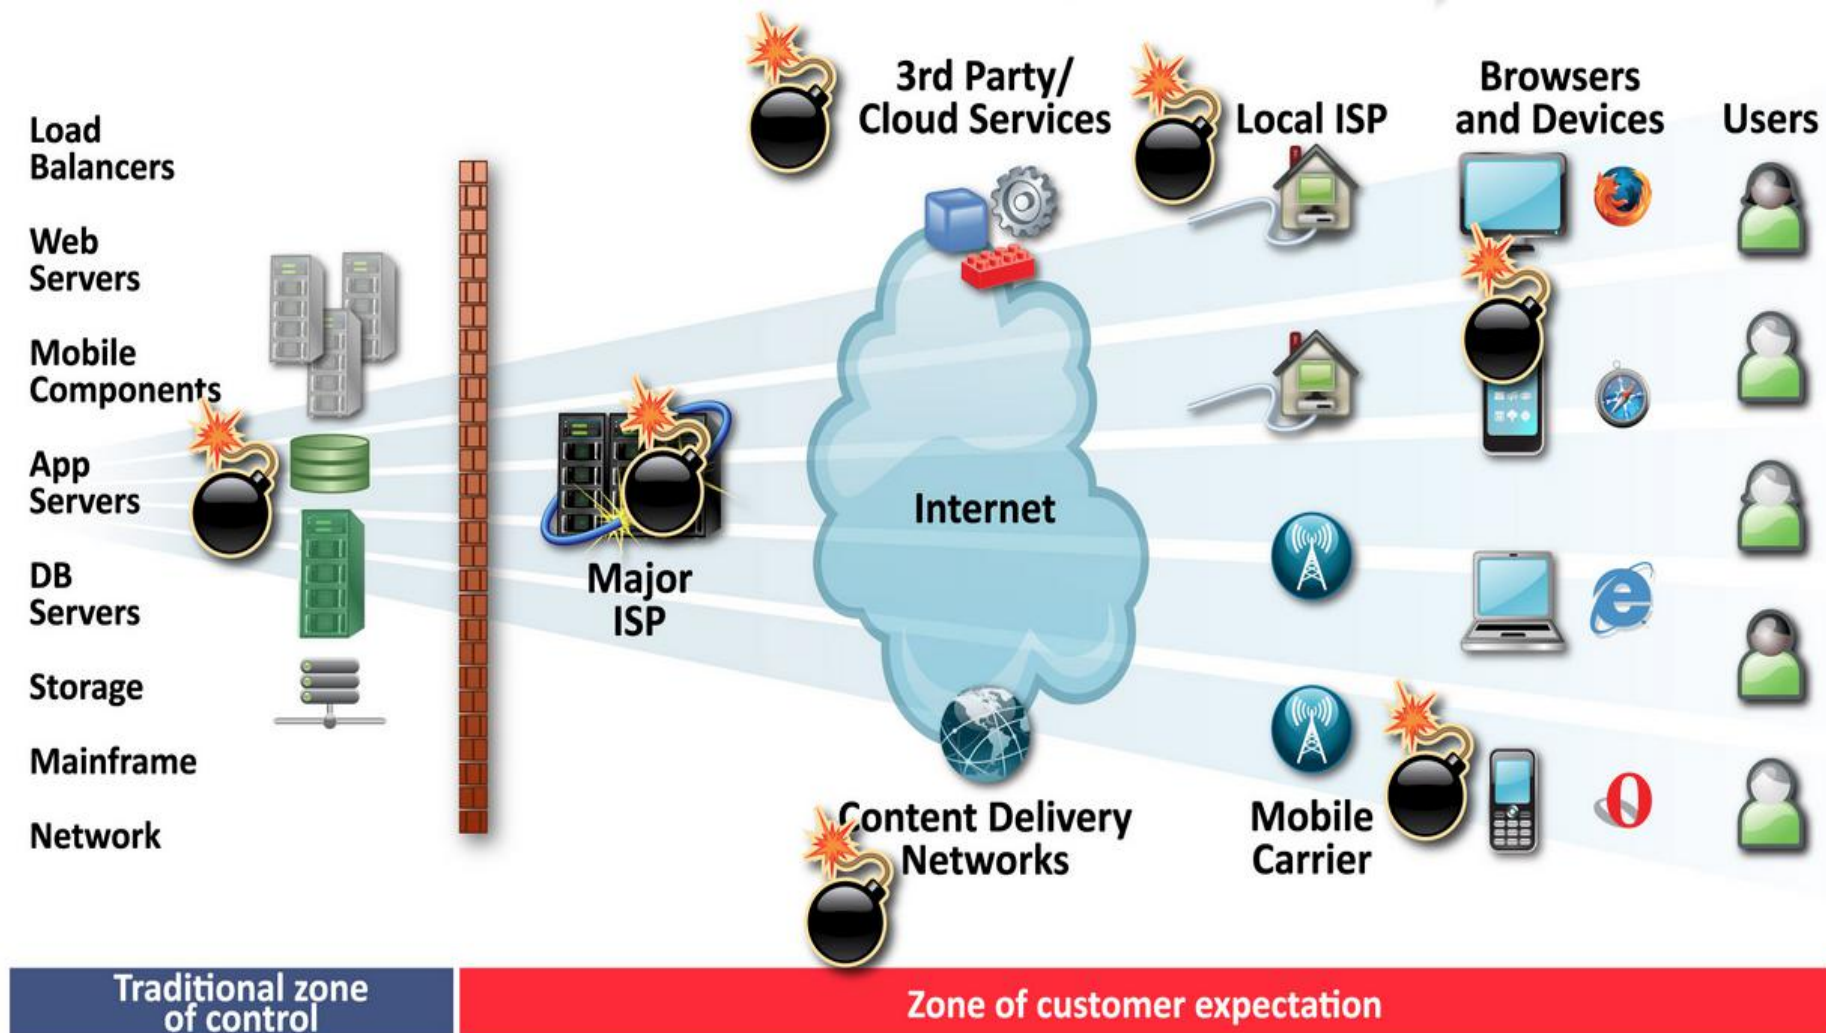 Load
Balancers
Web
Servers
Mobile
Components
App
Servers
DB
Servers
Storage
Mainframe
Network
Major
ISP
3rd Party/
Cloud Services
Internet
Content Delivery
Networks
Local ISP
Mobile
Carrier
Browsers
and Devices
Users
Traditional zone
of control
Zone of customer expectation